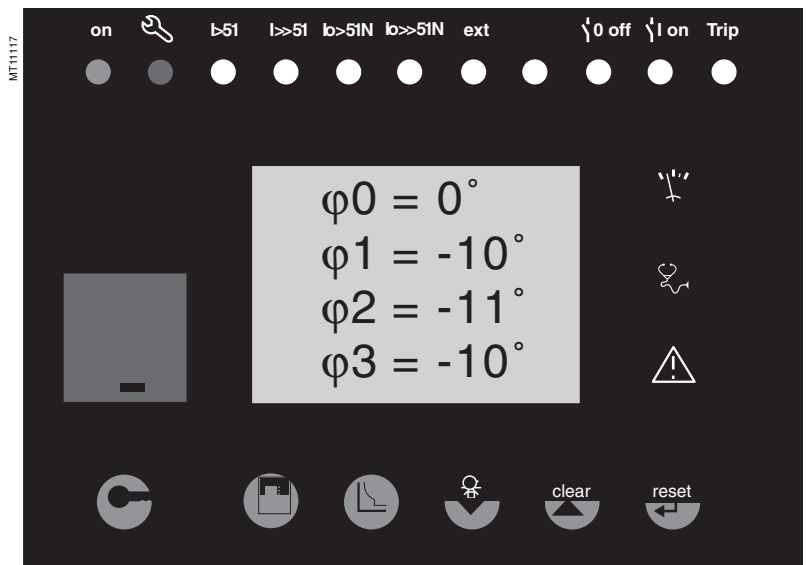 MT11117
on I>51 I>>51 Io>51N Io>>51N ext 0 off I on Trip
φ0 = 0°
φ1 = -10°
φ2 = -11°
φ3 = -10°
clear reset